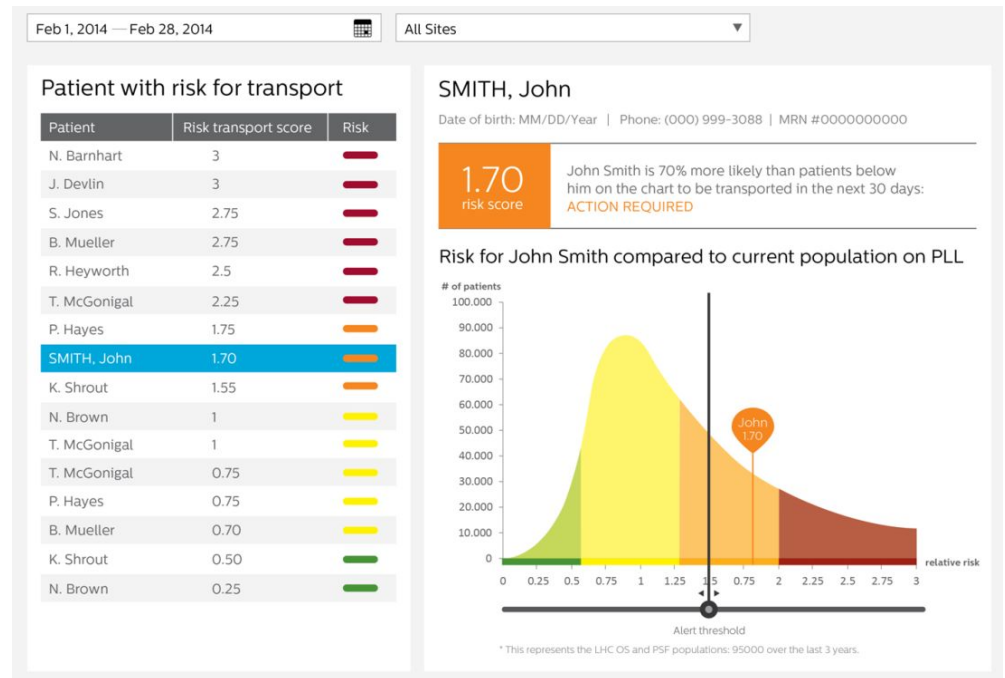 Feb 1, 2014 — Feb 28, 2014
All Sites
Patient with risk for transport
Patient Risk transport score Risk
N. Barnhart 3
J. Devlin 3
S. Jones 2.75
B. Mueller 2.75
R. Heyworth 2.5
T. McGonigal 2.25
P. Hayes 1.75
SMITH, John 1.70
K. Shrout 1.55
N. Brown 1
T. McGonigal 1
T. McGonigal 0.75
P. Hayes 0.75
B. Mueller 0.70
K. Shrout 0.50
N. Brown 0.25
SMITH, John
Date of birth: MM/DD/Year | Phone: (000) 999-3088 | MRN #0000000000
1.70
risk score
John Smith is 70% more likely than patients below
him on the chart to be transported in the next 30 days:
ACTION REQUIRED
Risk for John Smith compared to current population on PLL
# of patients
100.000
90.000
80.000
70.000
60.000
50.000
40.000
30.000
20.000
10.000
0
John
1.70
relative risk
0 0.25 0.5 0.75 1 1.25 1.5 0.75 2 2.25 2.5 2.75 3
Alert threshold
* This represents the LHC OS and PSF populations: 95000 over the last 3 years.